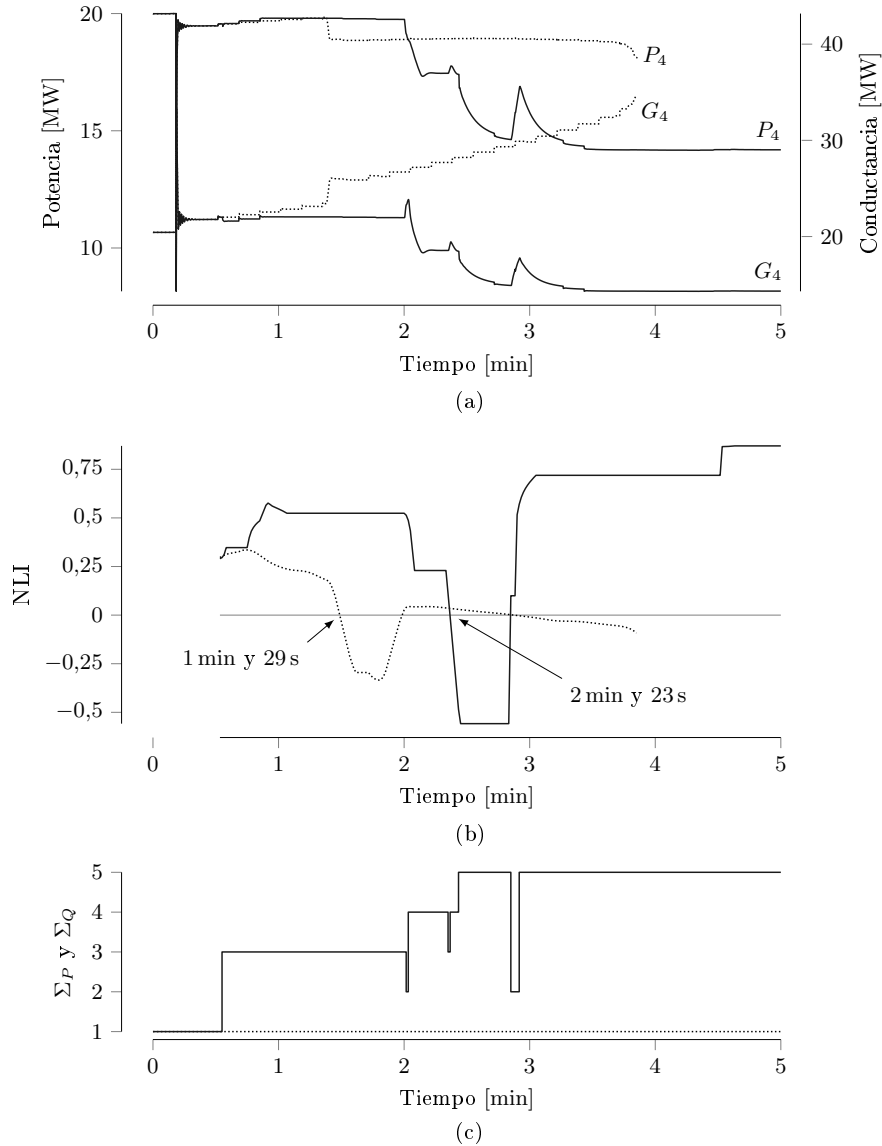 20
15
10
Potencia [MW]
40
30
20
Conductancia [MW]
P4
G4
P4
G4
0 1 2 3 4 5
Tiempo [min]
(a)
0,75
0,5
0,25
0
−0,25
−0,5
NLI
1 min y 29 s
2 min y 23 s
0 1 2 3 4 5
Tiempo [min]
(b)
5
4
3
2
1
ΣP y ΣQ
0 1 2 3 4 5
Tiempo [min]
(c)